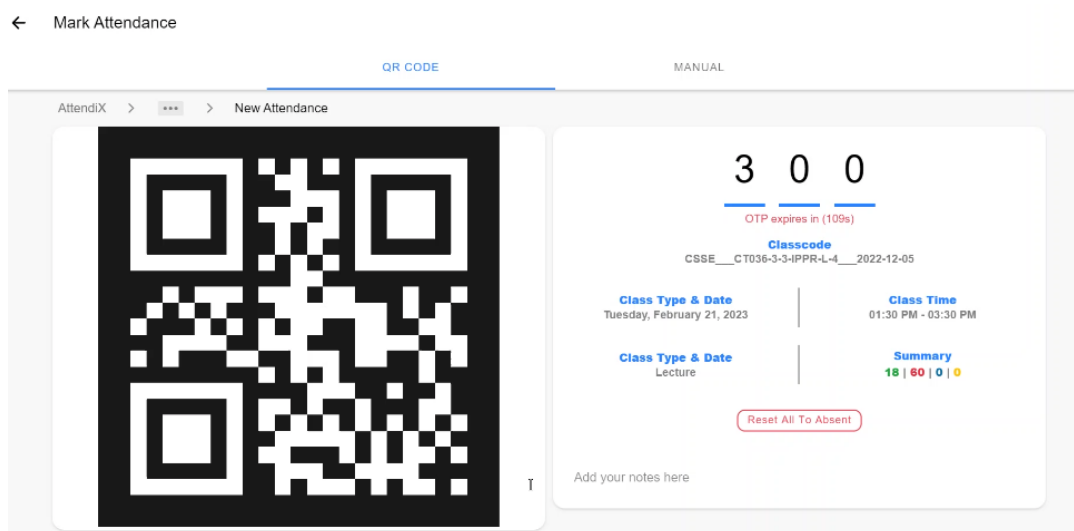 Mark Attendance
QR CODE
MANUAL
AttendiX > ••• > New Attendance
3 0 0
OTP expires in (109s)
Classcode
CSSE___CT036-3-3-IPPR-L-4___2022-12-05
Class Type & Date
Tuesday, February 21, 2023
Class Time
01:30 PM - 03:30 PM
Class Type & Date
Lecture
Summary
18 | 60 | 0 | 0
Reset All To Absent
Add your notes here